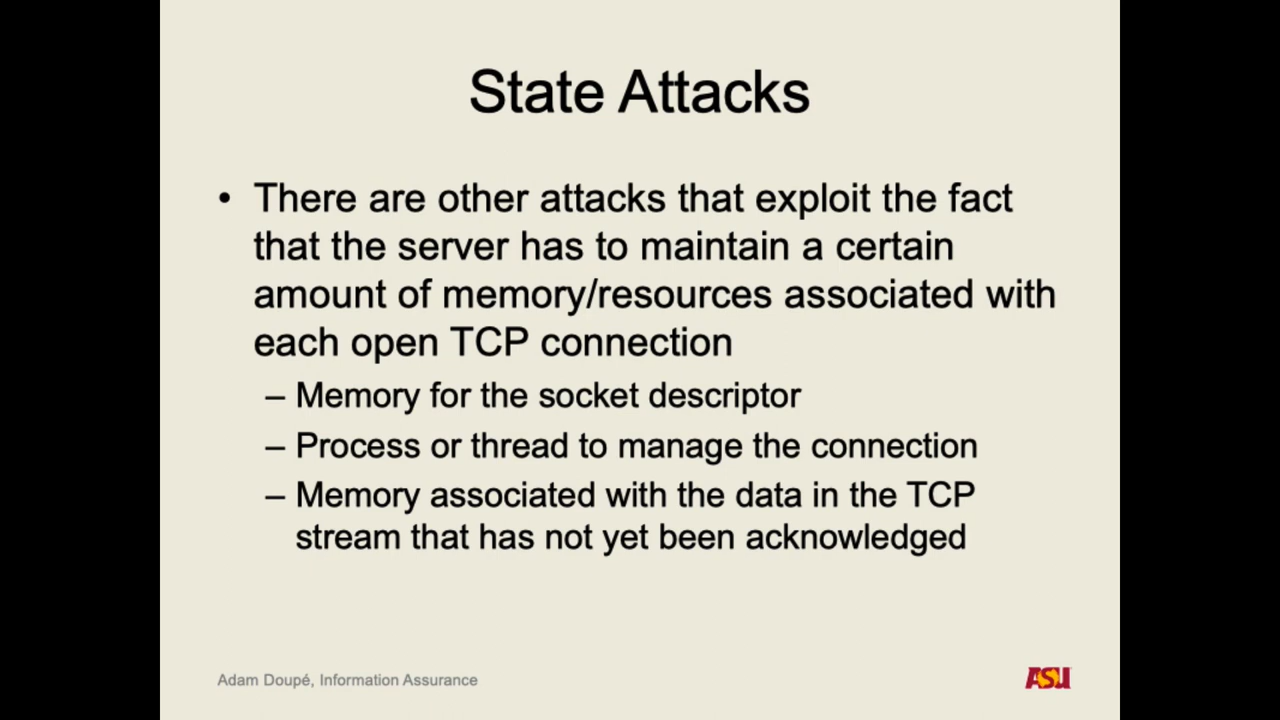 State Attacks
• There are other attacks that exploit the fact
that the server has to maintain a certain
amount of memory/resources associated with
each open TCP connection
– Memory for the socket descriptor
– Process or thread to manage the connection
– Memory associated with the data in the TCP
stream that has not yet been acknowledged
Adam Doupé, Information Assurance
ASU